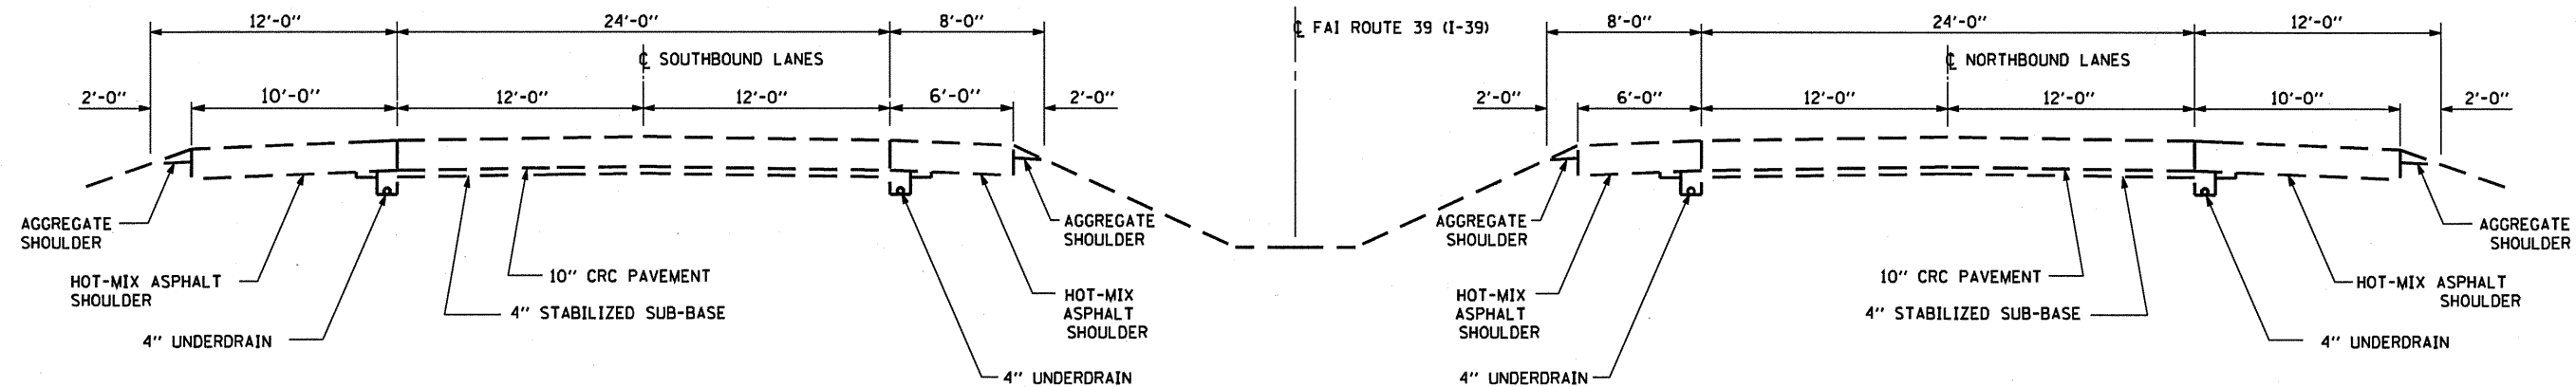 12'-0" 24'-0" 8'-0" ℄ FAI ROUTE 39 (I-39) 8'-0" 24'-0" 12'-0"
℄ SOUTHBOUND LANES ℄ NORTHBOUND LANES
2'-0" 10'-0" 12'-0" 12'-0" 6'-0" 2'-0" 2'-0" 6'-0" 12'-0" 12'-0" 10'-0" 2'-0"
AGGREGATE
SHOULDER
HOT-MIX ASPHALT
SHOULDER
4" UNDERDRAIN
10" CRC PAVEMENT
4" STABILIZED SUB-BASE
AGGREGATE
SHOULDER
HOT-MIX
ASPHALT
SHOULDER
4" UNDERDRAIN
AGGREGATE
SHOULDER
HOT-MIX
ASPHALT
SHOULDER
4" UNDERDRAIN
10" CRC PAVEMENT
4" STABILIZED SUB-BASE
AGGREGATE
SHOULDER
HOT-MIX ASPHALT
SHOULDER
4" UNDERDRAIN